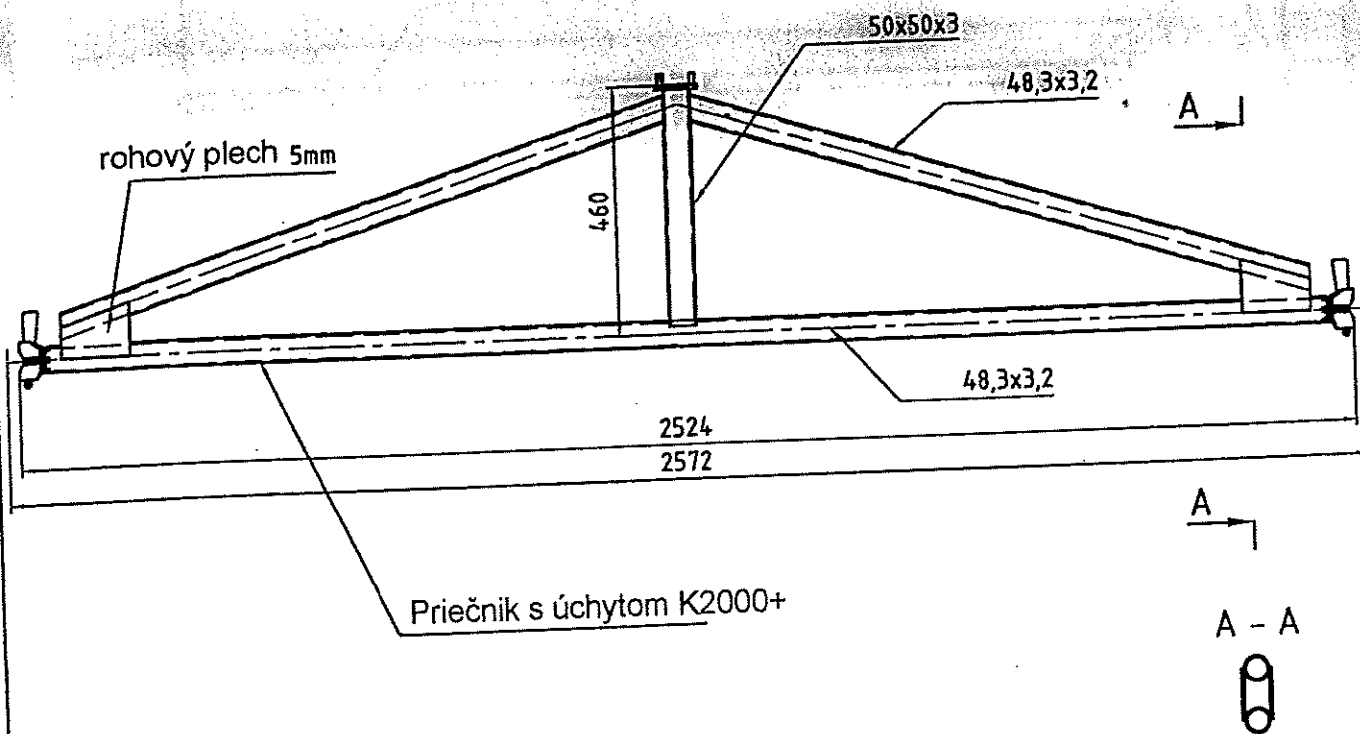 50x50x3
48,3x3,2
A
rohový plech 5mm
460
48,3x3,2
2524
2572
A
Priečnik s úchytom K2000+
A - A